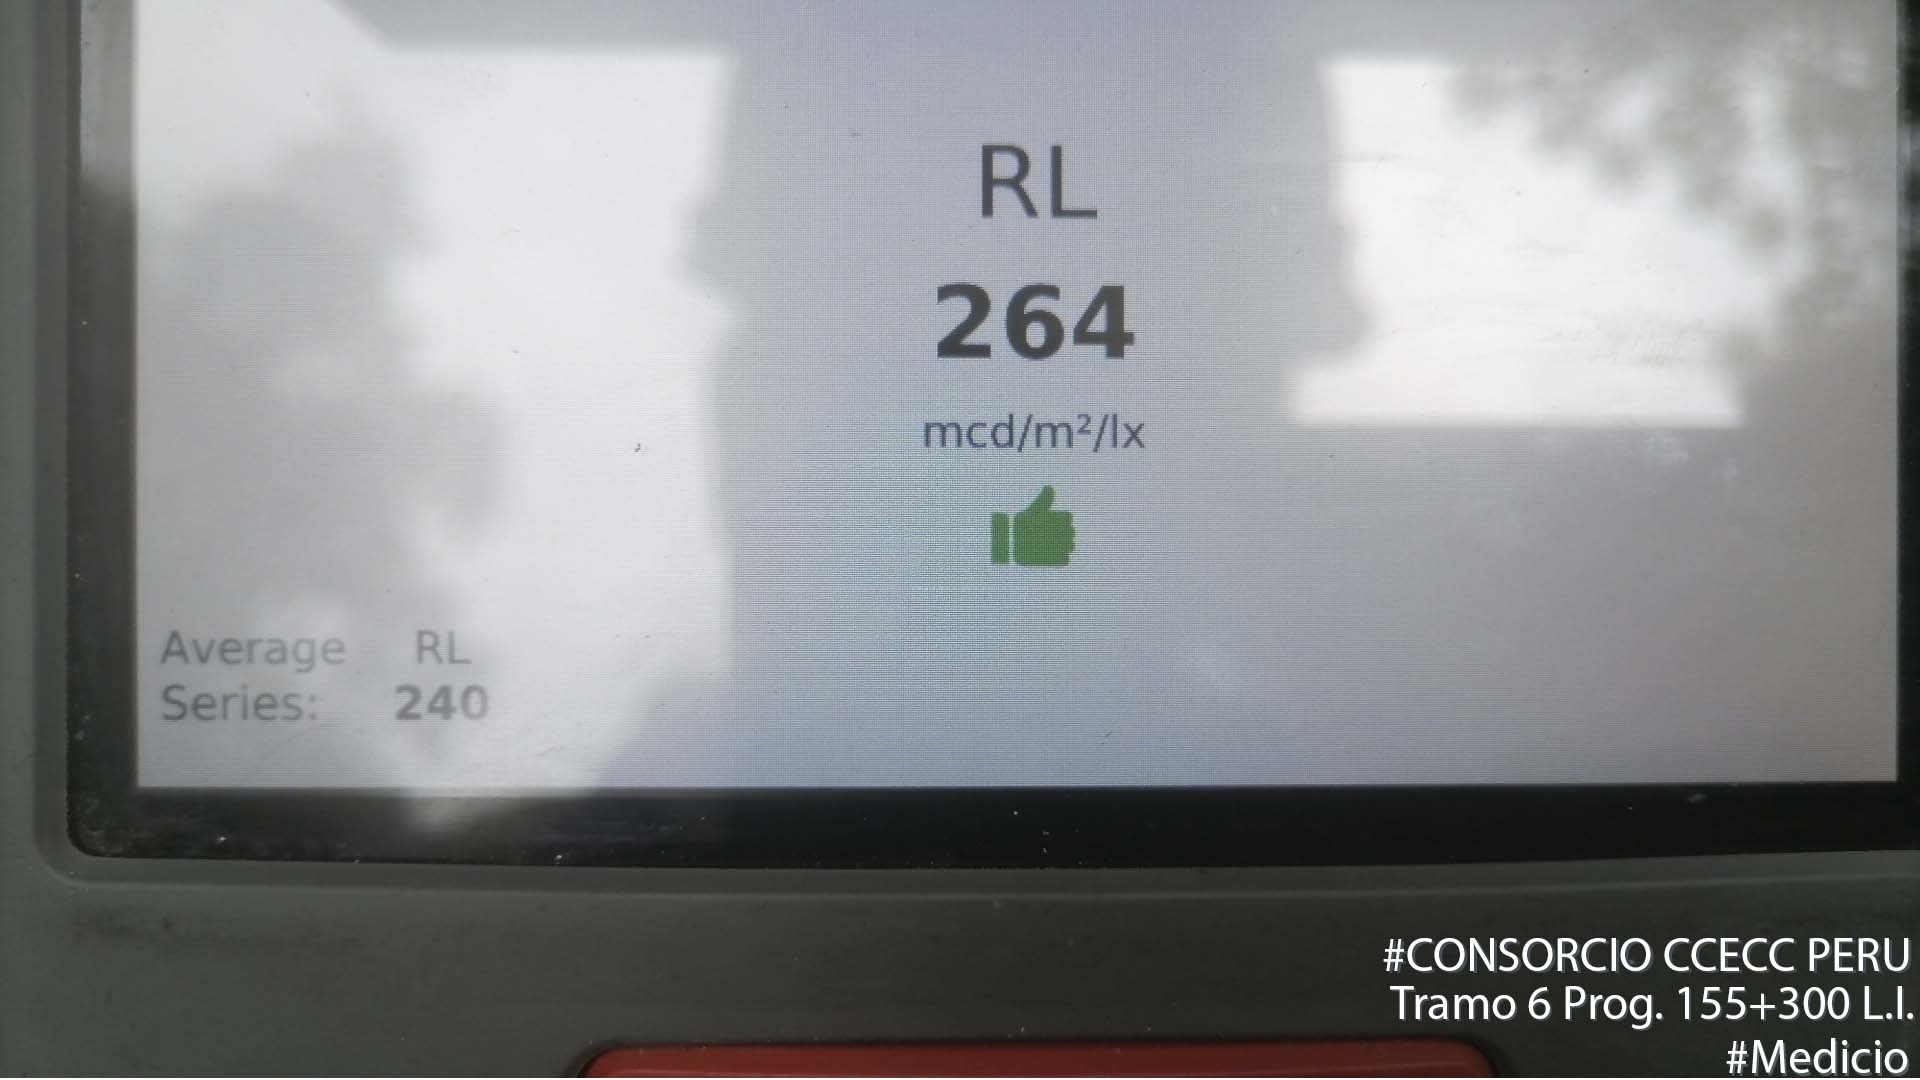 RL
264
mcd/m²/lx
Average RL
Series: 240
#CONSORCIO CCECC PERU
Tramo 6 Prog. 155+300 L.I.
#Medicio